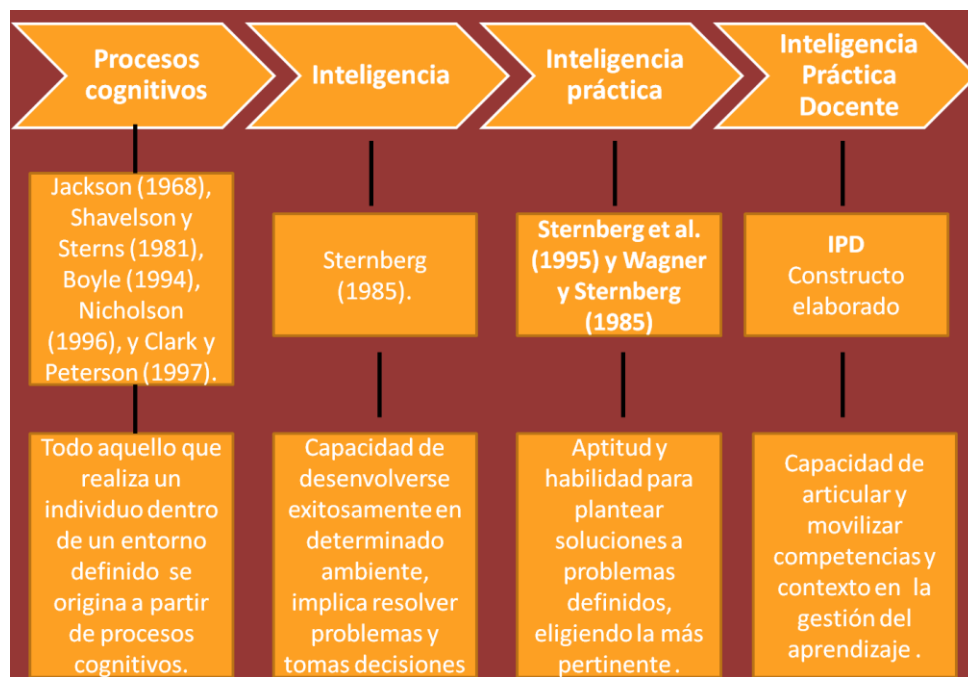 Procesos
cognitivos
Inteligencia
Inteligencia
práctica
Inteligencia
Práctica
Docente
Jackson (1968),
Shavelson y
Sterns (1981),
Boyle (1994),
Nicholson
(1996), y Clark y
Peterson (1997).
Sternberg
(1985).
Sternberg et al.
(1995) y Wagner
y Sternberg
(1985)
IPD
Constructo
elaborado
Todo aquello que
realiza un
individuo dentro
de un entorno
definido se
origina a partir
de procesos
cognitivos.
Capacidad de
desenvolverse
exitosamente en
determinado
ambiente,
implica resolver
problemas y
tomas decisiones
Aptitud y
habilidad para
plantear
soluciones a
problemas
definidos,
eligiendo la más
pertinente .
Capacidad de
articular y
movilizar
competencias y
contexto en la
gestión del
aprendizaje .